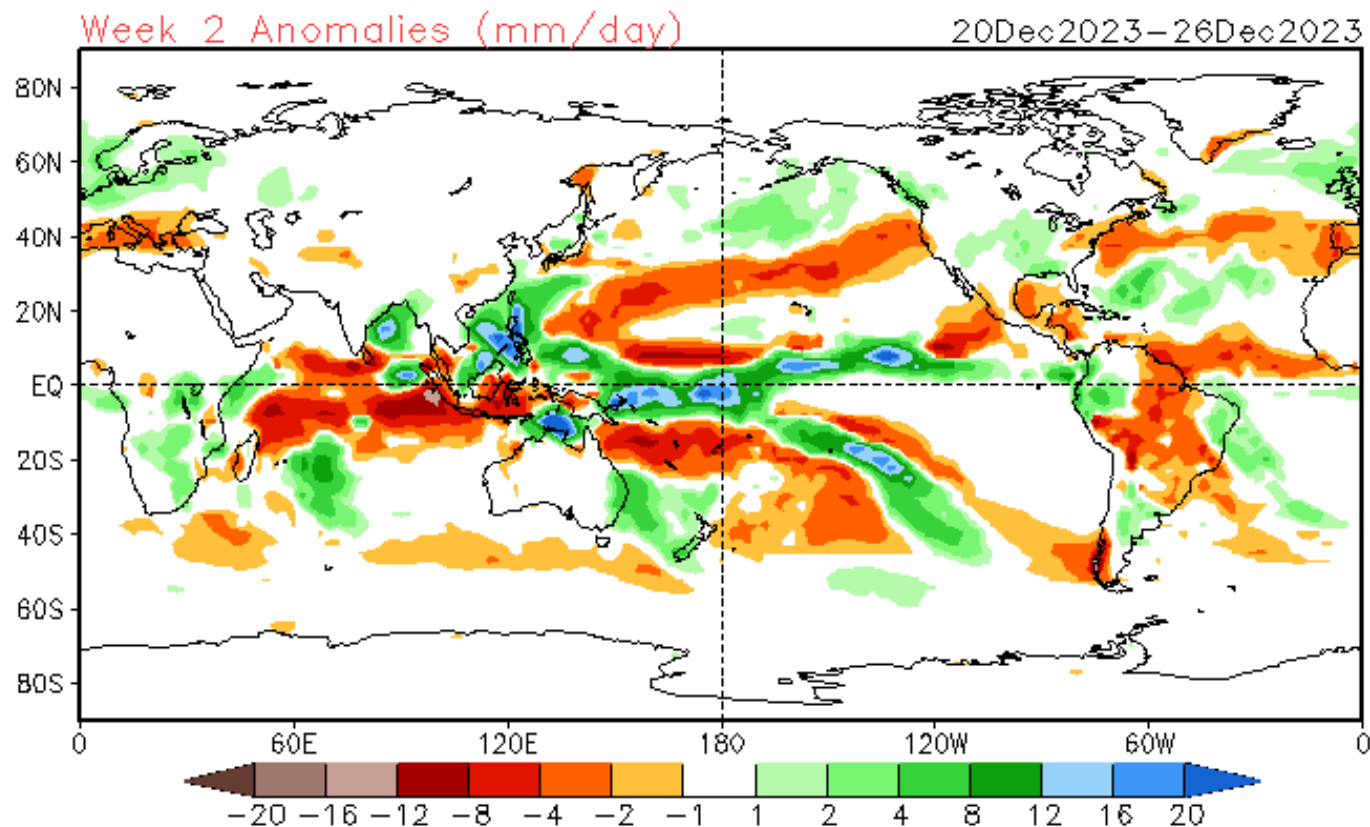 Week 2 Anomalies (mm/day) 20Dec2023-26Dec2023
80N
60N
40N
20N
EQ
20S
40S
60S
80S
0 60E 120E 180 120W 60W 0
-20 -16 -12 -8 -4 -2 -1 1 2 4 8 12 16 20